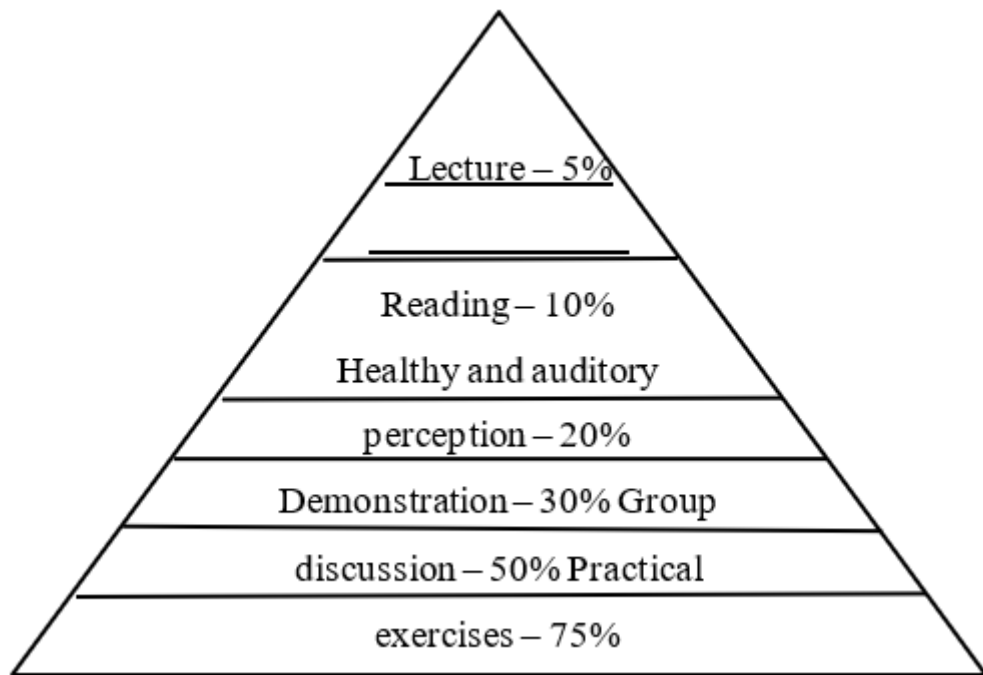 Lecture – 5%
Reading – 10%
Healthy and auditory
perception – 20%
Demonstration – 30% Group
discussion – 50% Practical
exercises – 75%